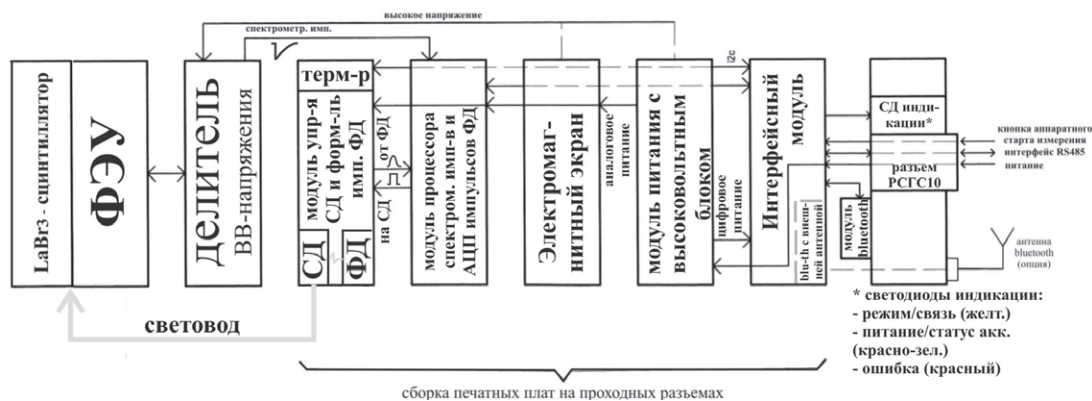 высокое напряжение
спектрометр. имп.
LaBr3 - сцинтиллятор
ФЭУ
Делитель
ВВ-напряжения
терм-р
модуль упр-я
СД и форм-ль
имп. ФД
СД
ФД
от ФД
на СД
модуль процессора
спектром. имп-в и
АЦП импульсов ФД
Электромаг-
нитный экран
аналоговое
питание
модуль питания с
высоковольтным
блоком
цифровое
питание
i2c
Интерфейсный
модуль
blu-th с внеш-
ней антенной
СД инди-
кации*
разъем
РСГС10
модуль
bluetooth
кнопка аппаратного
старта измерения
интерфейс RS485
питание
антенна
bluetooth
(опция)
световод
* светодиоды индикации:
- режим/связь (желт.)
- питание/статус акк.
(красно-зел.)
- ошибка (красный)
сборка печатных плат на проходных разъемах